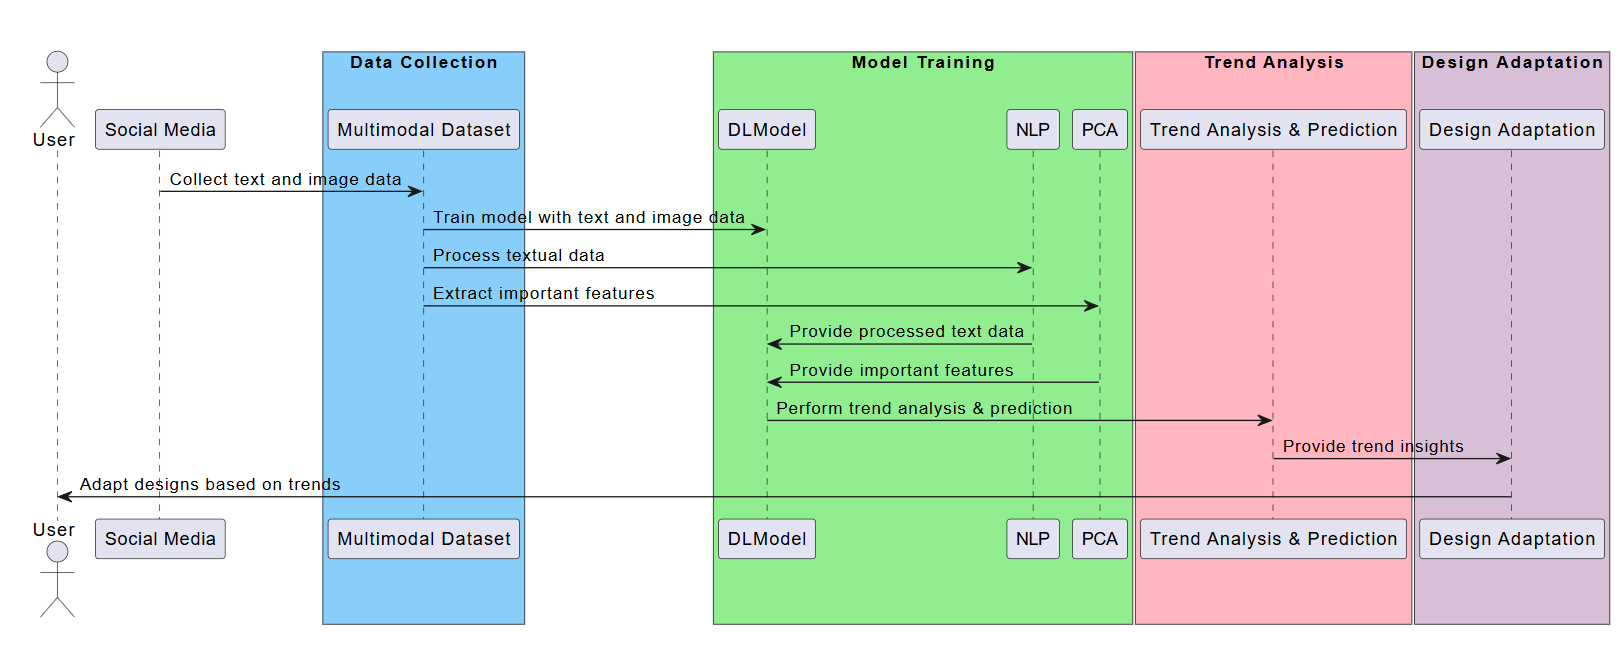 Data Collection
Model Training
Trend Analysis
Design Adaptation
User
Social Media
Multimodal Dataset
DLModel
NLP
PCA
Trend Analysis & Prediction
Design Adaptation
Collect text and image data
Train model with text and image data
Process textual data
Extract important features
Provide processed text data
Provide important features
Perform trend analysis & prediction
Provide trend insights
Adapt designs based on trends
User
Social Media
Multimodal Dataset
DLModel
NLP
PCA
Trend Analysis & Prediction
Design Adaptation